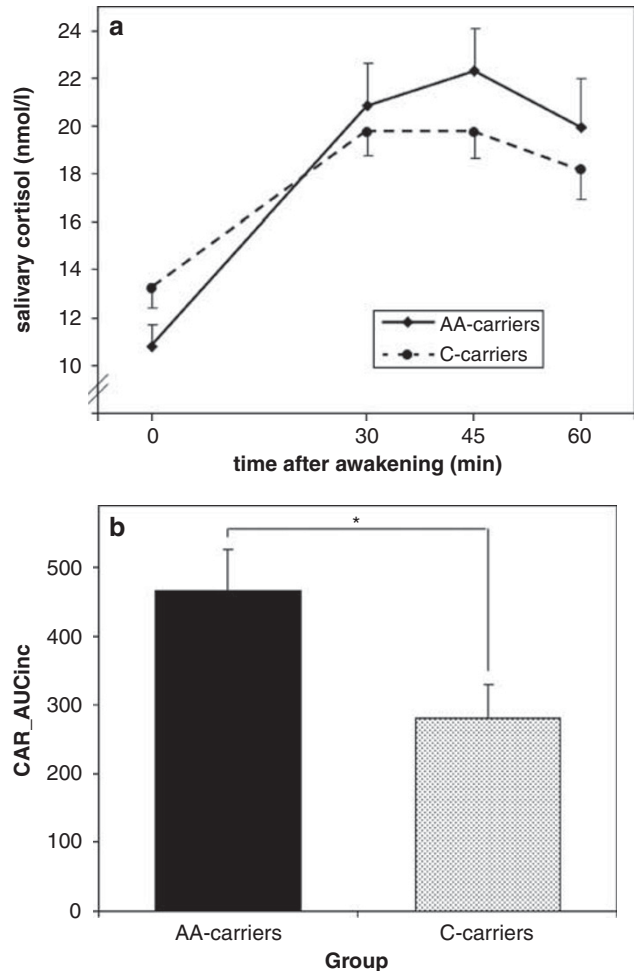 a
24
22
20
18
16
14
12
10
salivary cortisol (nmol/l)
AA-carriers
C-carriers
0 30 45 60
time after awakening (min)
b
*
500
400
300
200
100
0
CAR_AUCinc
AA-carriers C-carriers
Group